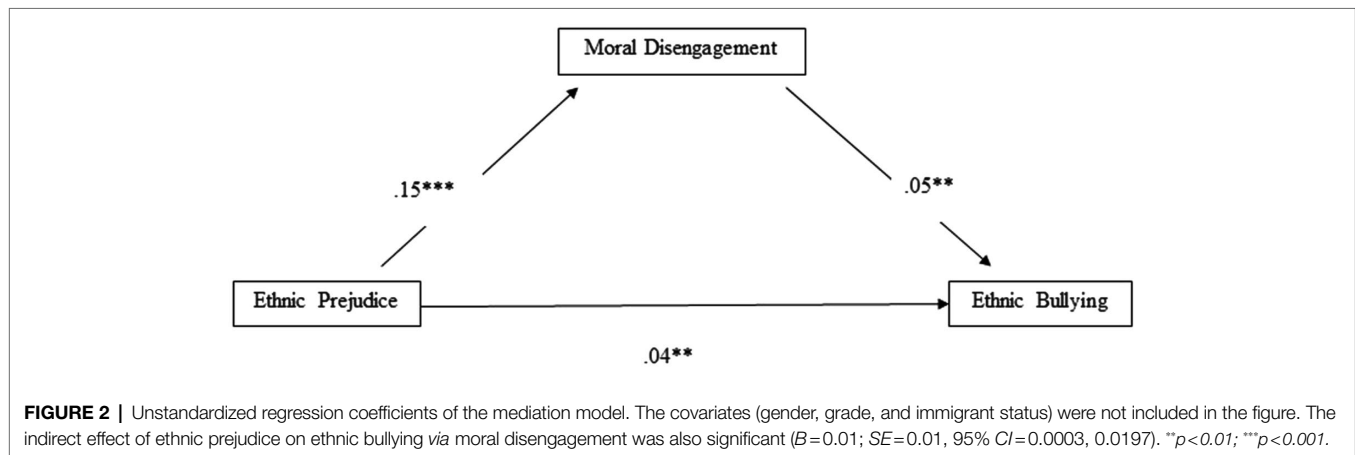 Moral Disengagement
.15***
.05**
Ethnic Prejudice
Ethnic Bullying
.04**
FIGURE 2 | Unstandardized regression coefficients of the mediation model. The covariates (gender, grade, and immigrant status) were not included in the figure. The
indirect effect of ethnic prejudice on ethnic bullying via moral disengagement was also significant (B=0.01; SE=0.01, 95% CI=0.0003, 0.0197). **p<0.01; ***p<0.001.